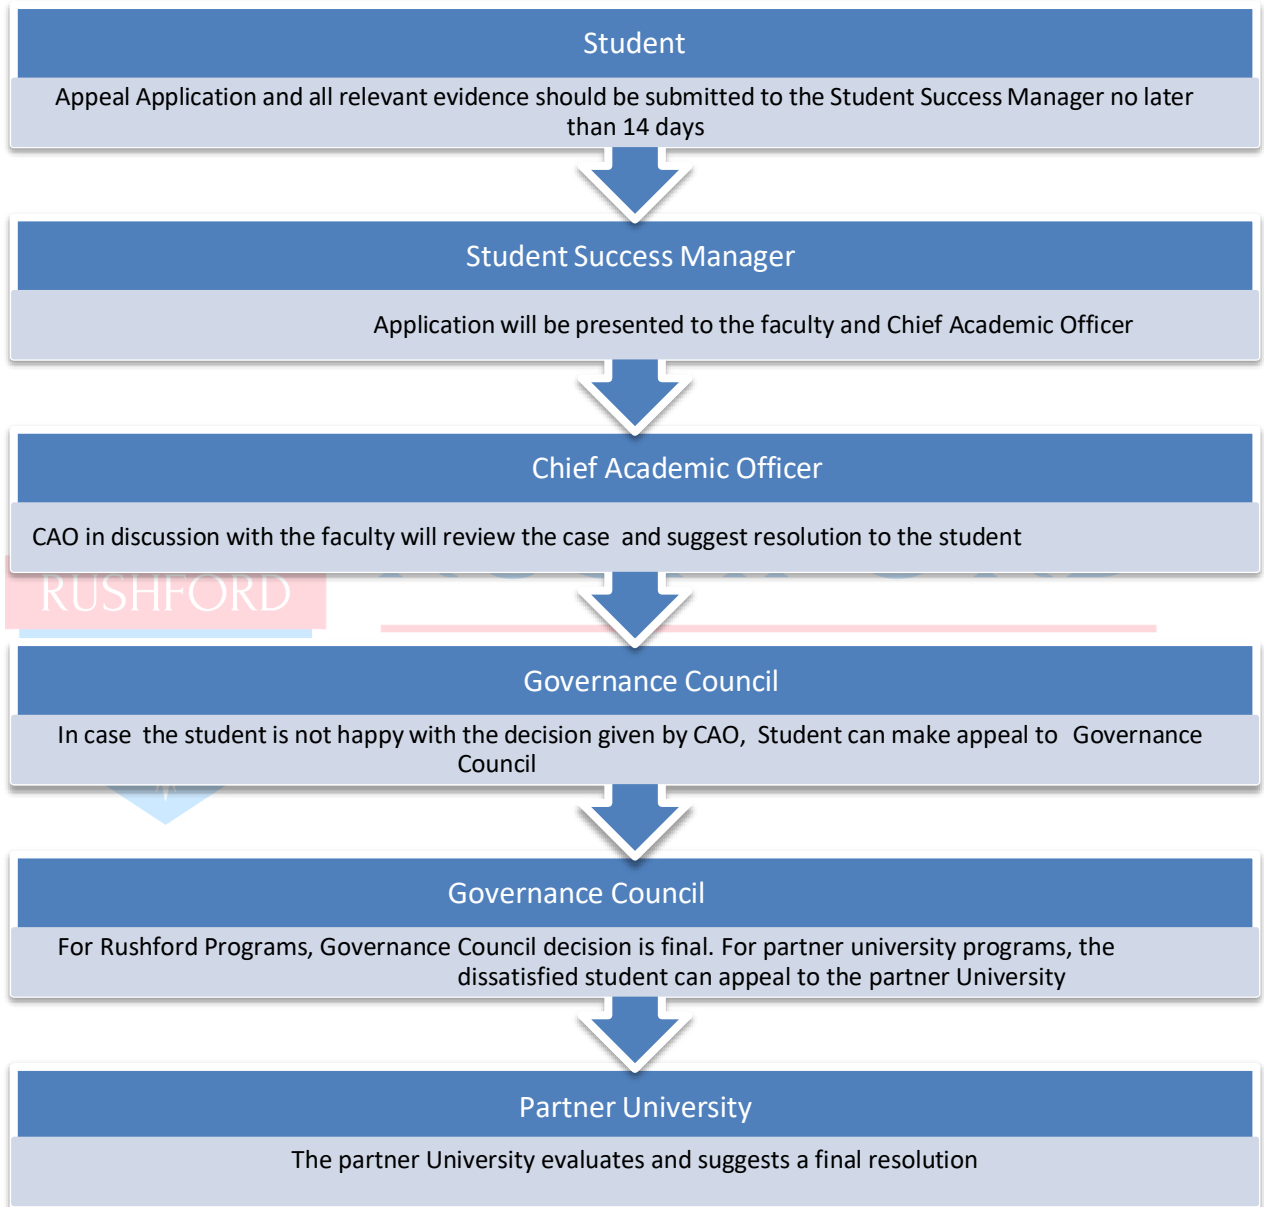 Student
Appeal Application and all relevant evidence should be submitted to the Student Success Manager no later
than 14 days
Student Success Manager
Application will be presented to the faculty and Chief Academic Officer
Chief Academic Officer
CAO in discussion with the faculty will review the case and suggest resolution to the student
RUSHFORD
Governance Council
In case the student is not happy with the decision given by CAO, Student can make appeal to Governance
Council
Governance Council
For Rushford Programs, Governance Council decision is final. For partner university programs, the
dissatisfied student can appeal to the partner University
Partner University
The partner University evaluates and suggests a final resolution